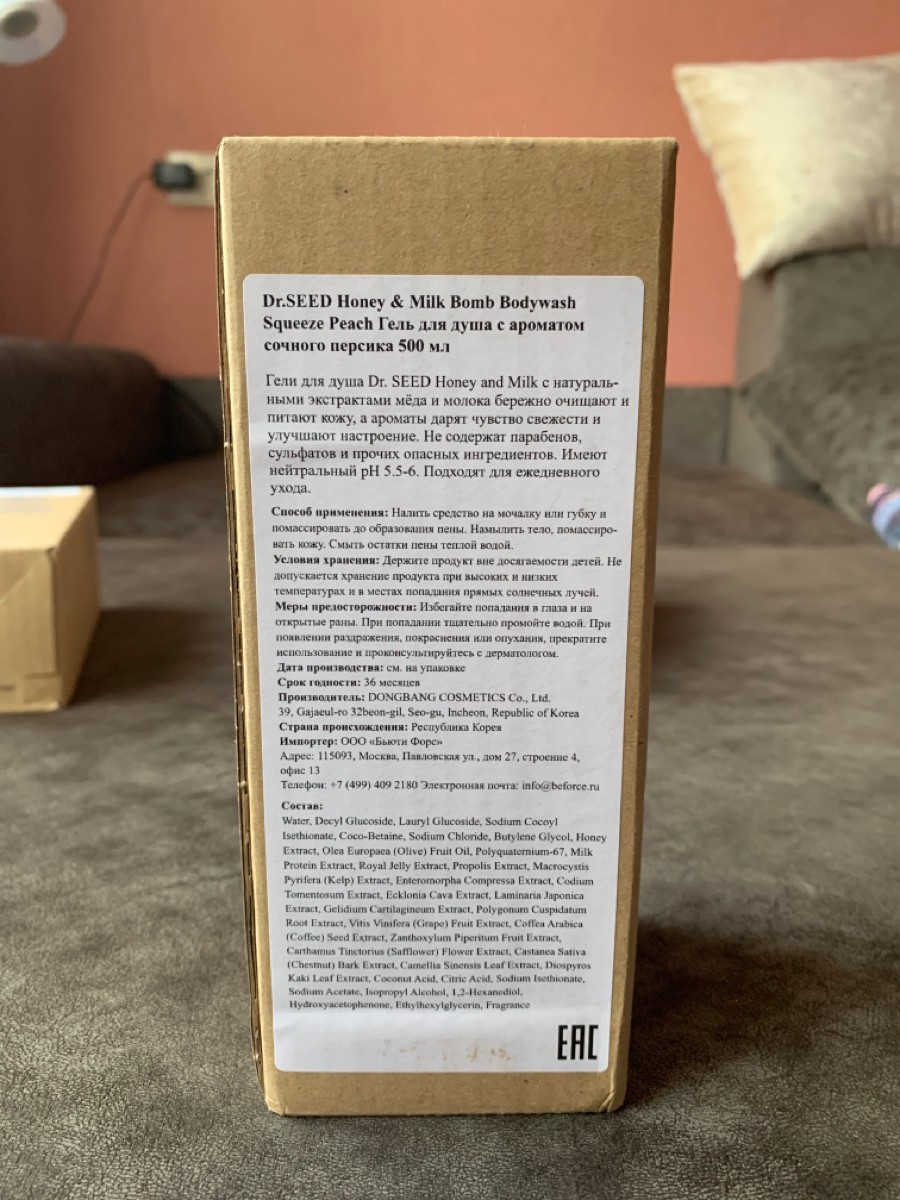 Dr.SEED Honey & Milk Bomb Bodywash
Squeeze Peach Гель для душа с ароматом
сочного персика 500 мл
Гели для душа Dr. SEED Honey and Milk с натураль-
ными экстрактами мёда и молока бережно очищают и
питают кожу, а ароматы дарят чувство свежести и
улучшают настроение. Не содержат парабенов,
сульфатов и прочих опасных ингредиентов. Имеют
нейтральный pH 5.5-6. Подходят для ежедневного
ухода.
Способ применения: Налить средство на мочалку или губку и
помассировать до образования пены. Намылить тело, помассиро-
вать кожу. Смыть остатки пены теплой водой.
Условия хранения: Держите продукт вне досягаемости детей. Не
допускается хранение продукта при высоких и низких
температурах и в местах попадания прямых солнечных лучей.
Меры предосторожности: Избегайте попадания в глаза и на
открытые раны. При попадании тщательно промойте водой. При
появлении раздражения, покраснения или опухания, прекратите
использование и проконсультируйтесь с дерматологом.
Дата производства: см. на упаковке
Срок годности: 36 месяцев
Производитель: DONGBANG COSMETICS Co., Ltd.
39, Gajaeul-ro 32beon-gil, Seo-gu, Incheon, Republic of Korea
Страна происхождения: Республика Корея
Импортер: ООО «Бьюти Форс»
Адрес: 115093, Москва, Павловская ул., дом 27, строение 4,
офис 13
Телефон: +7 (499) 409 2180 Электронная почта: info@beforce.ru
Состав:
Water, Decyl Glucoside, Lauryl Glucoside, Sodium Cocoyl
Isethionate, Coco-Betaine, Sodium Chloride, Butylene Glycol, Honey
Extract, Olea Europaea (Olive) Fruit Oil, Polyquaternium-67, Milk
Protein Extract, Royal Jelly Extract, Propolis Extract, Macrocystis
Pyrifera (Kelp) Extract, Enteromorpha Compressa Extract, Codium
Tomentosum Extract, Ecklonia Cava Extract, Laminaria Japonica
Extract, Gelidium Cartilagineum Extract, Polygonum Cuspidatum
Root Extract, Vitis Vinifera (Grape) Fruit Extract, Coffea Arabica
(Coffee) Seed Extract, Zanthoxylum Piperitum Fruit Extract,
Carthamus Tinctorius (Safflower) Flower Extract, Castanea Sativa
(Chestnut) Bark Extract, Camellia Sinensis Leaf Extract, Diospyros
Kaki Leaf Extract, Coconut Acid, Citric Acid, Sodium Isethionate,
Sodium Acetate, Isopropyl Alcohol, 1,2-Hexanediol,
Hydroxyacetophenone, Ethylhexylglycerin, Fragrance
EAC